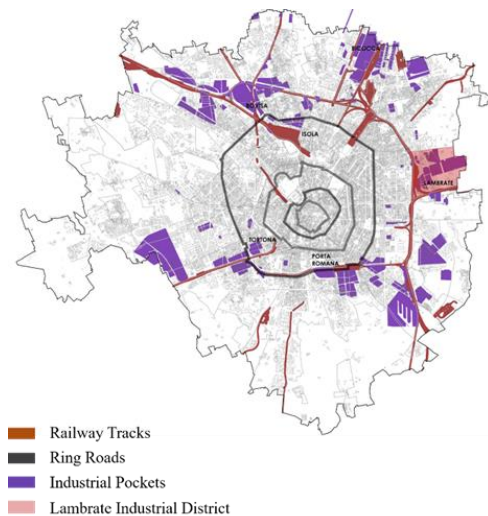 BICOCCA
BOVISA
ISOLA
LAMBRATE
TORTONA
PORTA
ROMANA
Railway Tracks
Ring Roads
Industrial Pockets
Lambrate Industrial District